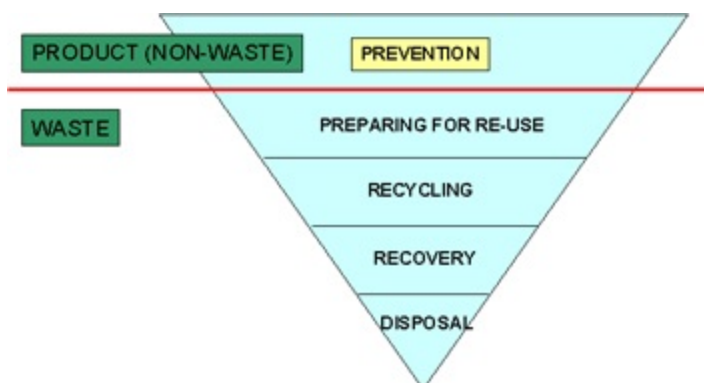 PRODUCT (NON-WASTE)
PREVENTION
WASTE
PREPARING FOR RE-USE
RECYCLING
RECOVERY
DISPOSAL